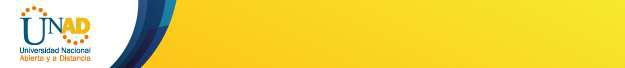 UNAD
Universidad Nacional
Abierta y a Distancia